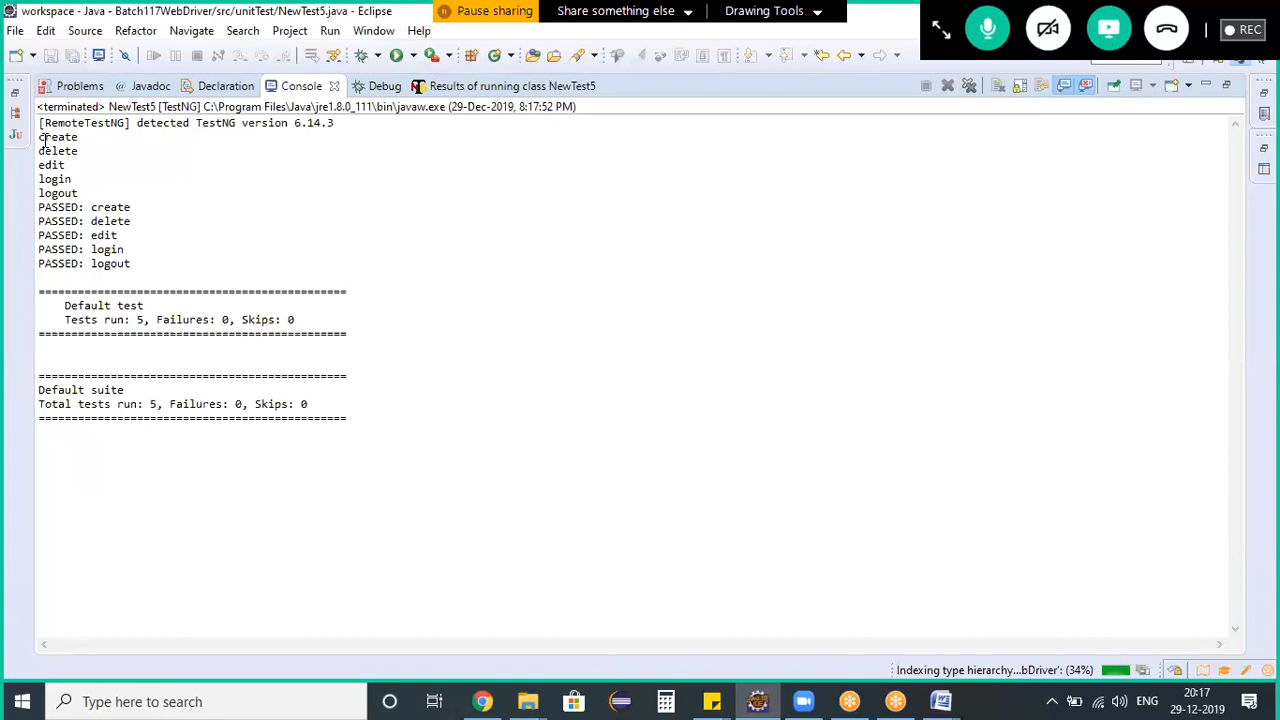 workspace - Java - Batch117WebDriver/src/unitTest/NewTest5.java - Eclipse
Pause sharing
Share something else
Drawing Tools
REC
File Edit Source Refactor Navigate Search Project Run Window Help
Problems @ Javadoc Declaration Console Debug Results of running class NewTest5
<terminated> NewTest5 [TestNG] C:\Program Files\Java\jre1.8.0_111\bin\javaw.exe (29-Dec-2019, 8:17:52 PM)
[RemoteTestNG] detected TestNG version 6.14.3
create
delete
edit
login
logout
PASSED: create
PASSED: delete
PASSED: edit
PASSED: login
PASSED: logout
===============================================
Default test
Tests run: 5, Failures: 0, Skips: 0
===============================================
===============================================
Default suite
Total tests run: 5, Failures: 0, Skips: 0
===============================================
Indexing type hierarchy...bDriver': (34%)
Type here to search
ENG
20:17
29-12-2019